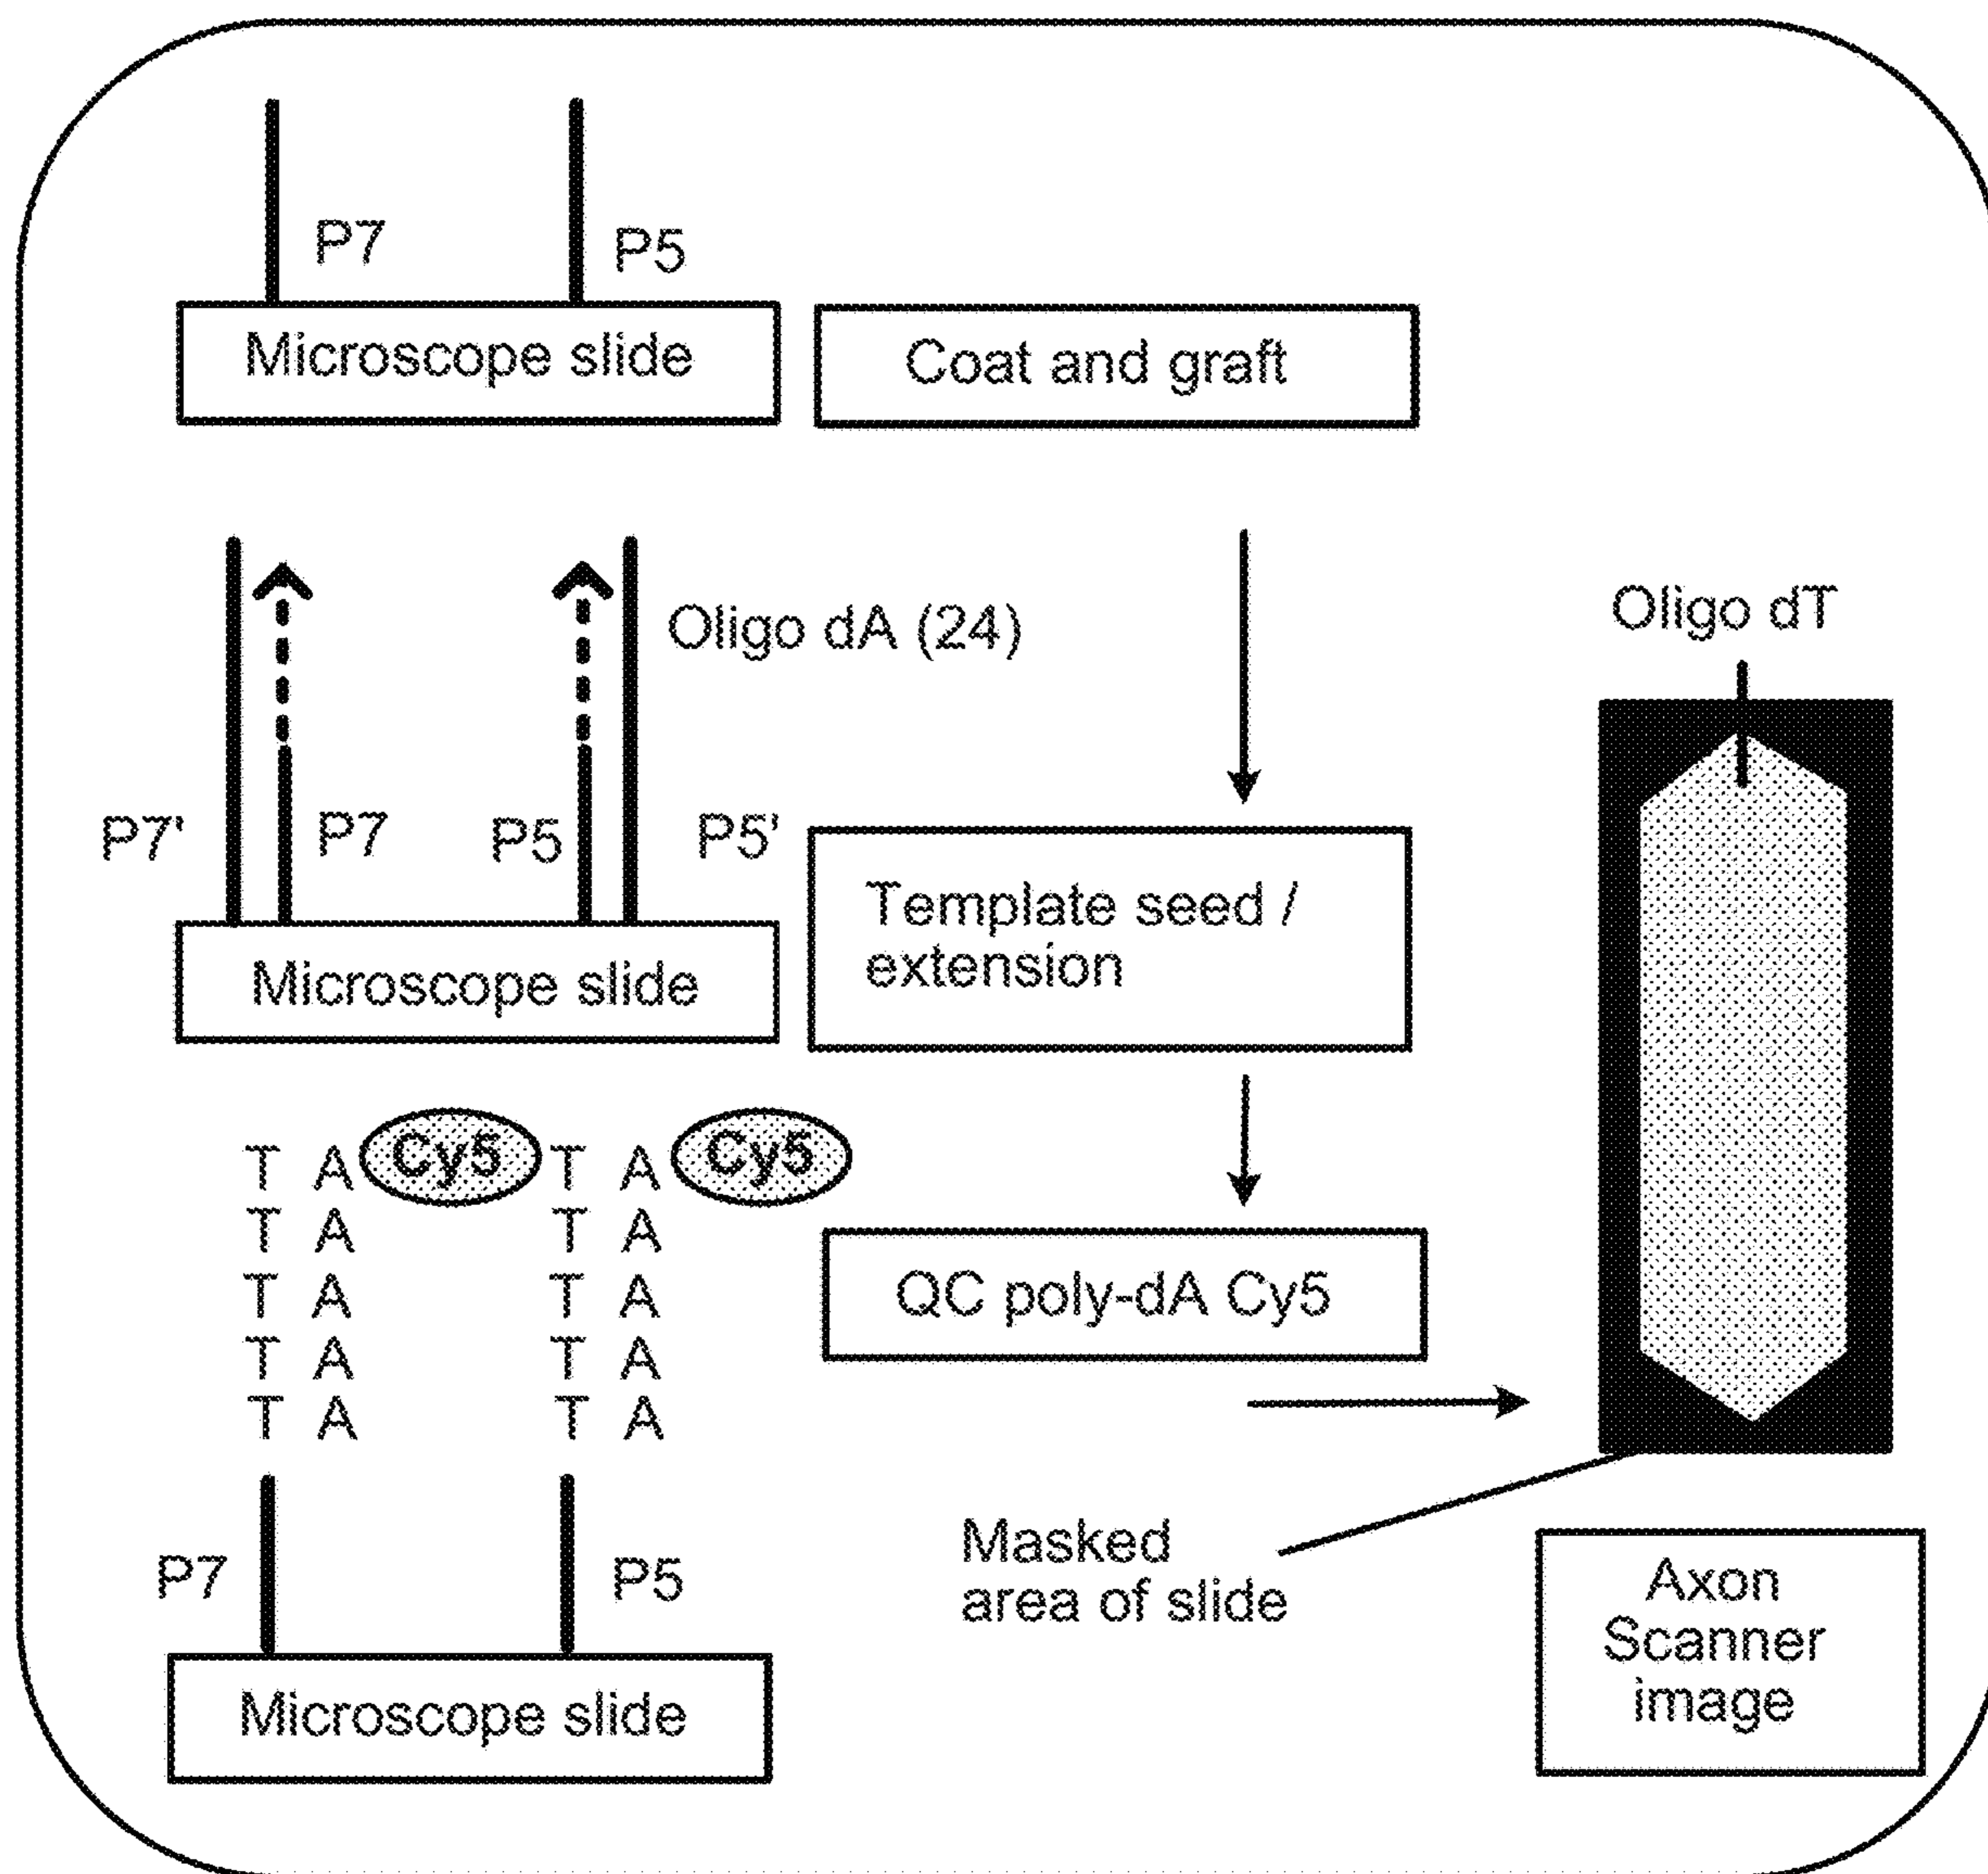 P7
P5
Microscope slide
Coat and graft
Oligo dA (24)
Oligo dT
P7'
P7
P5
P5'
Template seed /
extension
Microscope slide
T A Cy5 T A Cy5
T A T A
T A T A
T A T A
T A T A
QC poly-dA Cy5
Masked
area of slide
P7
P5
Microscope slide
Axon
Scanner
image